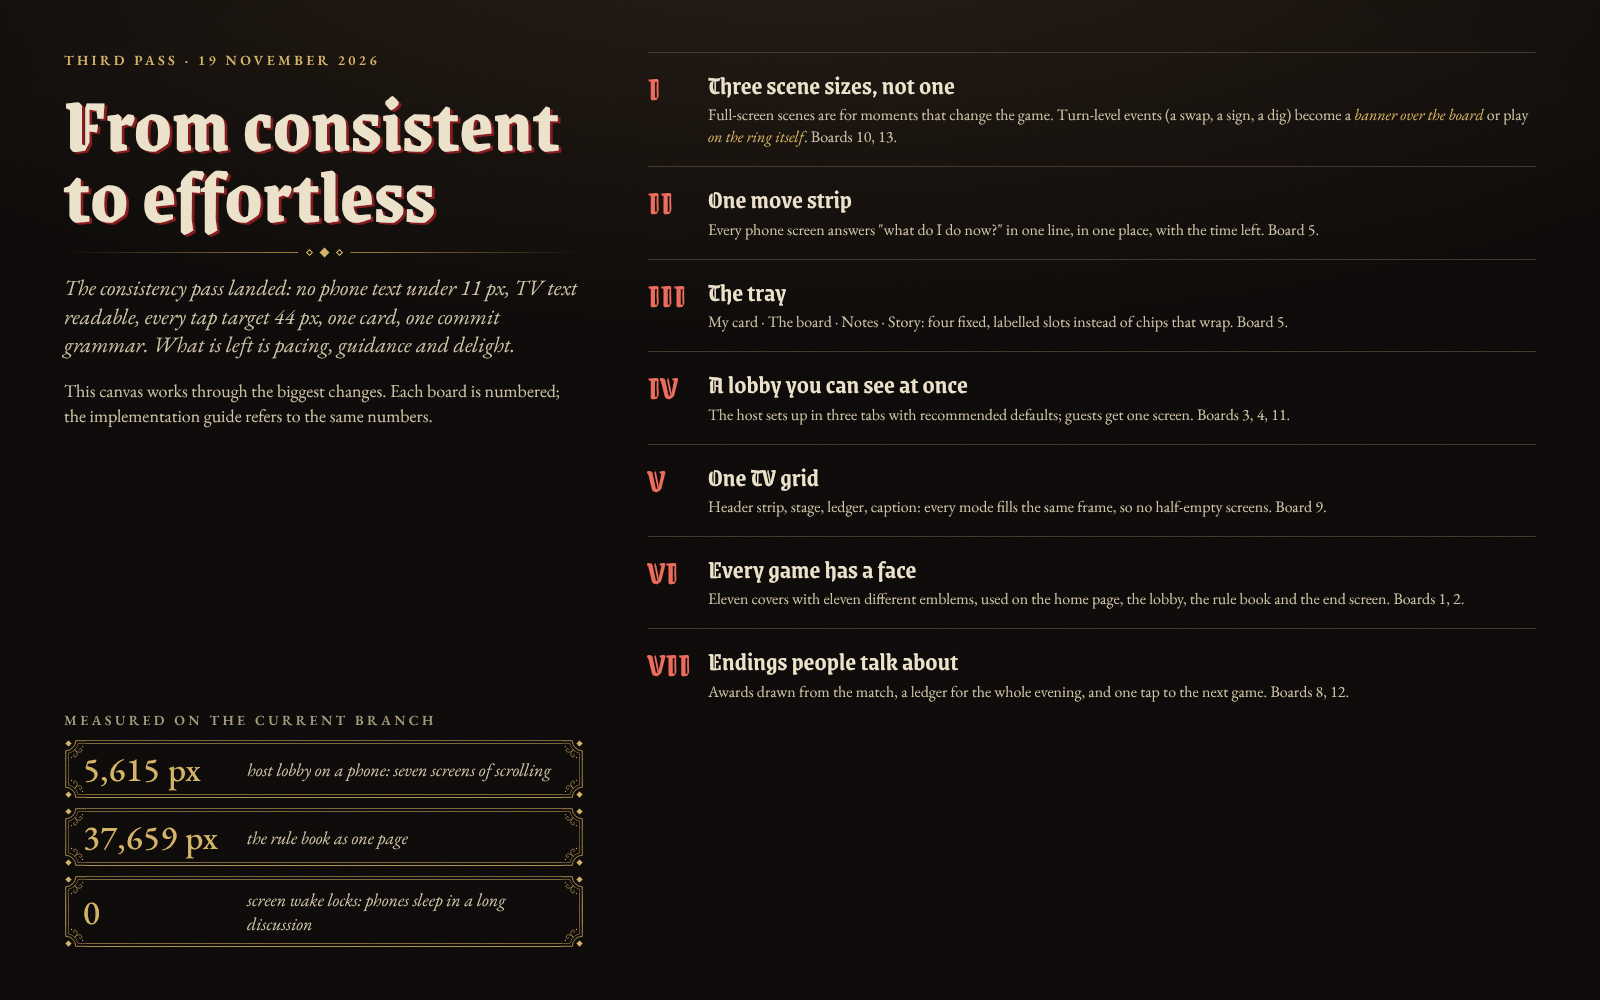 THIRD PASS · 19 NOVEMBER 2026
From consistent
to effortless
The consistency pass landed: no phone text under 11 px, TV text
readable, every tap target 44 px, one card, one commit
grammar. What is left is pacing, guidance and delight.
This canvas works through the biggest changes. Each board is numbered;
the implementation guide refers to the same numbers.
MEASURED ON THE CURRENT BRANCH
5,615 px host lobby on a phone: seven screens of scrolling
37,659 px the rule book as one page
0 screen wake locks: phones sleep in a long
discussion
I Three scene sizes, not one
Full-screen scenes are for moments that change the game. Turn-level events (a swap, a sign, a dig) become a banner over the board or play
on the ring itself. Boards 10, 13.
II One move strip
Every phone screen answers "what do I do now?" in one line, in one place, with the time left. Board 5.
III The tray
My card · The board · Notes · Story: four fixed, labelled slots instead of chips that wrap. Board 5.
IV A lobby you can see at once
The host sets up in three tabs with recommended defaults; guests get one screen. Boards 3, 4, 11.
V One TV grid
Header strip, stage, ledger, caption: every mode fills the same frame, so no half-empty screens. Board 9.
VI Every game has a face
Eleven covers with eleven different emblems, used on the home page, the lobby, the rule book and the end screen. Boards 1, 2.
VII Endings people talk about
Awards drawn from the match, a ledger for the whole evening, and one tap to the next game. Boards 8, 12.